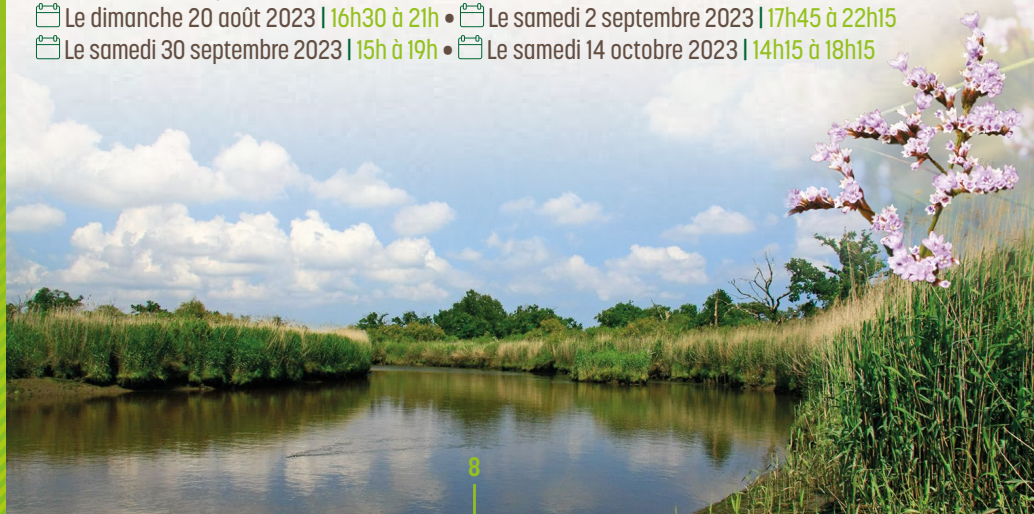 Le dimanche 20 août 2023 | 16h30 à 21h • Le samedi 2 septembre 2023 | 17h45 à 22h15
Le samedi 30 septembre 2023 | 15h à 19h • Le samedi 14 octobre 2023 | 14h15 à 18h15
8